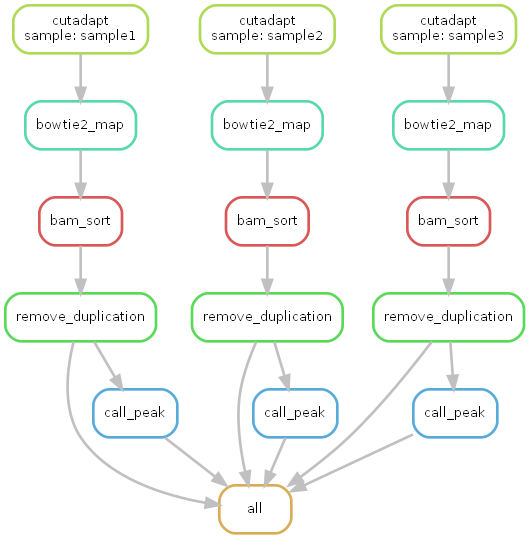 cutadapt
sample: sample1
cutadapt
sample: sample2
cutadapt
sample: sample3
bowtie2_map
bowtie2_map
bowtie2_map
bam_sort
bam_sort
bam_sort
remove_duplication
remove_duplication
remove_duplication
call_peak
call_peak
call_peak
all